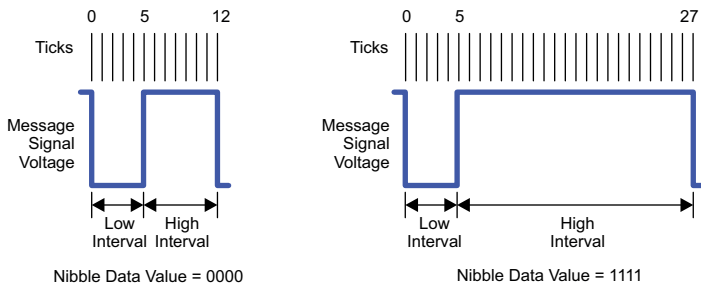 0 5 12
Ticks
Message
Signal
Voltage
Low
Interval
High
Interval
Nibble Data Value = 0000
0 5 27
Ticks
Message
Signal
Voltage
Low
Interval
High
Interval
Nibble Data Value = 1111